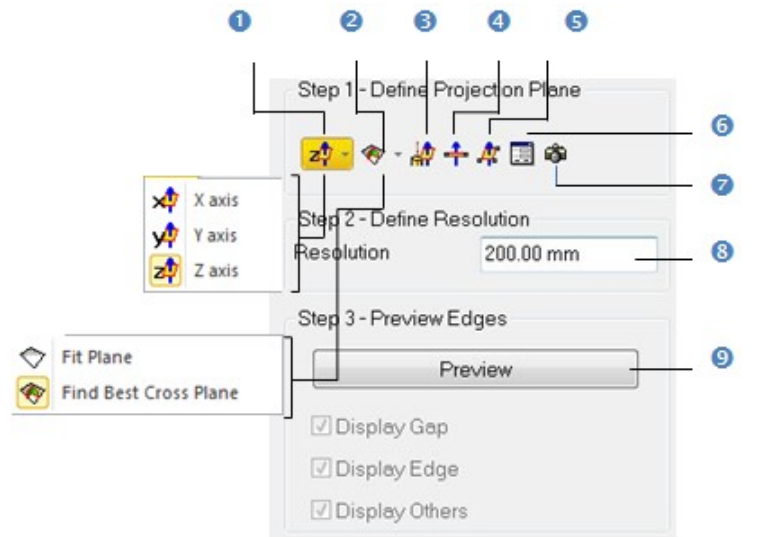 1 2 3 4 5
Step 1 - Define Projection Plane
6
7
X axis
Y axis
Z axis
Step 2 - Define Resolution
Resolution 200.00 mm 8
Step 3 - Preview Edges
Fit Plane
Find Best Cross Plane
Preview 9
Display Gap
Display Edge
Display Others